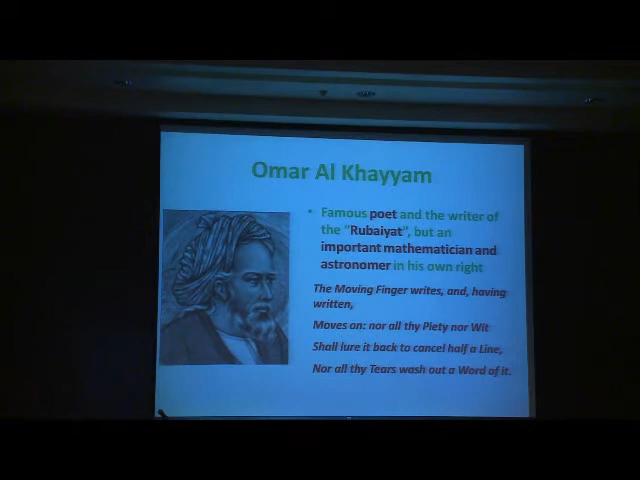 Omar Al Khayyam
• Famous poet and the writer of
the "Rubaiyat", but an
important mathematician and
astronomer in his own right
The Moving Finger writes, and, having
written,
Moves on: nor all thy Piety nor Wit
Shall lure it back to cancel half a Line,
Nor all thy Tears wash out a Word of it.